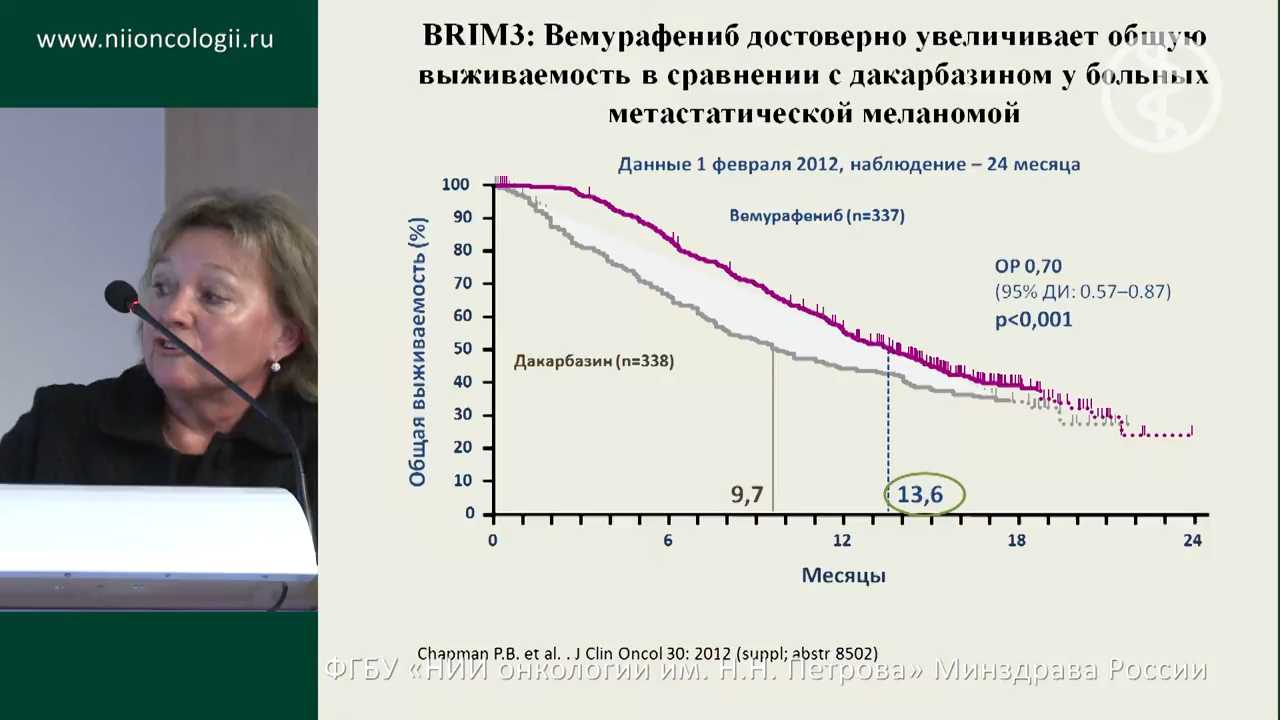 www.niioncologii.ru
BRIM3: Вемурафениб достоверно увеличивает общую
выживаемость в сравнении с дакарбазином у больных
метастатической меланомой
Данные 1 февраля 2012, наблюдение – 24 месяца
Общая выживаемость (%)
100
90
80
70
60
50
40
30
20
10
0
Вемурафениб (n=337)
ОР 0,70
(95% ДИ: 0.57–0.87)
p<0,001
Дакарбазин (n=338)
9,7
13,6
0 6 12 18 24
Месяцы
Chapman P.B. et al. . J Clin Oncol 30: 2012 (suppl; abstr 8502)
ФГБУ «НИИ онкологии им. Н.Н. Петрова» Минздрава России